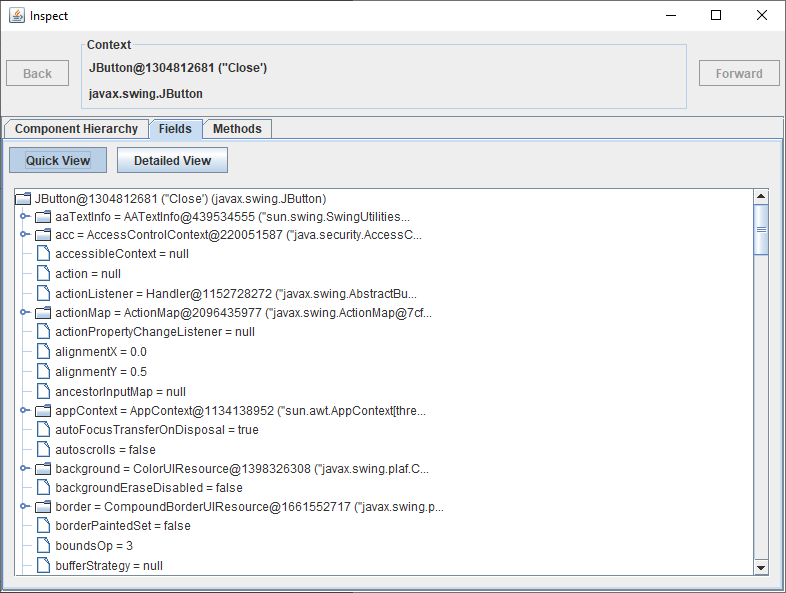 Inspect
Context
Back
JButton@1304812681 ("Close')
javax.swing.JButton
Forward
Component Hierarchy
Fields
Methods
Quick View
Detailed View
JButton@1304812681 ("Close') (javax.swing.JButton)
aaTextInfo = AATextInfo@439534555 ("sun.swing.SwingUtilities...
acc = AccessControlContext@220051587 ("java.security.AccessC...
accessibleContext = null
action = null
actionListener = Handler@1152728272 ("javax.swing.AbstractBu...
actionMap = ActionMap@2096435977 ("javax.swing.ActionMap@7cf...
actionPropertyChangeListener = null
alignmentX = 0.0
alignmentY = 0.5
ancestorInputMap = null
appContext = AppContext@1134138952 ("sun.awt.AppContext[thre...
autoFocusTransferOnDisposal = true
autoscrolls = false
background = ColorUIResource@1398326308 ("javax.swing.plaf.C...
backgroundEraseDisabled = false
border = CompoundBorderUIResource@1661552717 ("javax.swing.p...
borderPaintedSet = false
boundsOp = 3
bufferStrategy = null